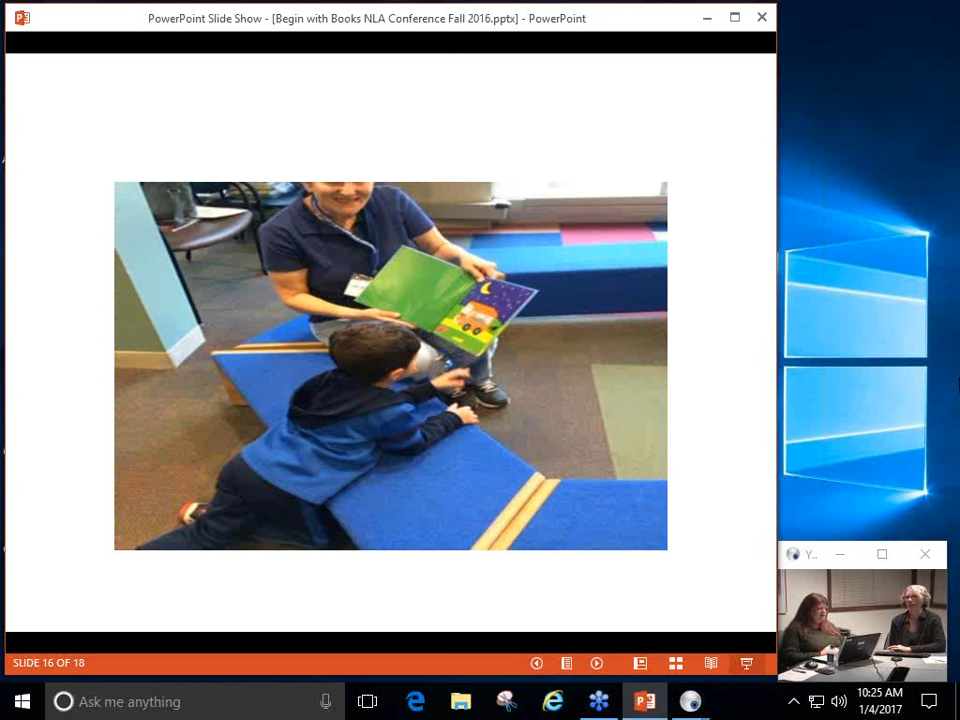 PowerPoint Slide Show - [Begin with Books NLA Conference Fall 2016.pptx] - PowerPoint
Y..
SLIDE 16 OF 18
Ask me anything
10:25 AM
1/4/2017